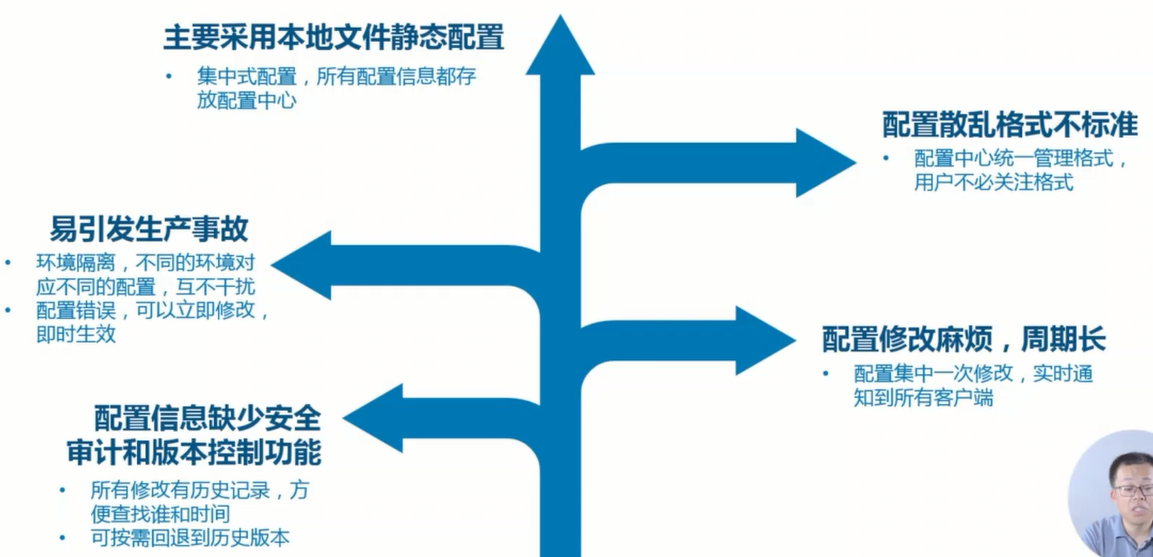 主要采用本地文件静态配置
• 集中式配置，所有配置信息都存
放配置中心
配置散乱格式不标准
• 配置中心统一管理格式，
用户不必关注格式
易引发生产事故
• 环境隔离，不同的环境对
应不同的配置，互不干扰
• 配置错误，可以立即修改，
即时生效
配置修改麻烦，周期长
• 配置集中一次修改，实时通
知到所有客户端
配置信息缺少安全
审计和版本控制功能
• 所有修改有历史记录，方
便查找谁和时间
• 可按需回退到历史版本